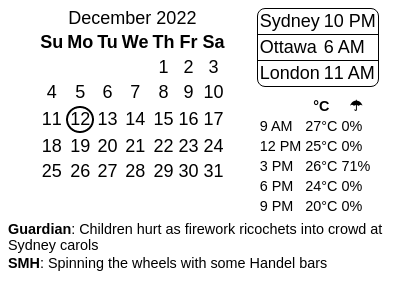 December 2022
Su Mo Tu We Th Fr Sa
1 2 3
4 5 6 7 8 9 10
11 12 13 14 15 16 17
18 19 20 21 22 23 24
25 26 27 28 29 30 31
Sydney 10 PM
Ottawa 6 AM
London 11 AM
°C ☂
9 AM 27°C 0%
12 PM 25°C 0%
3 PM 26°C 71%
6 PM 24°C 0%
9 PM 20°C 0%
Guardian: Children hurt as firework ricochets into crowd at
Sydney carols
SMH: Spinning the wheels with some Handel bars